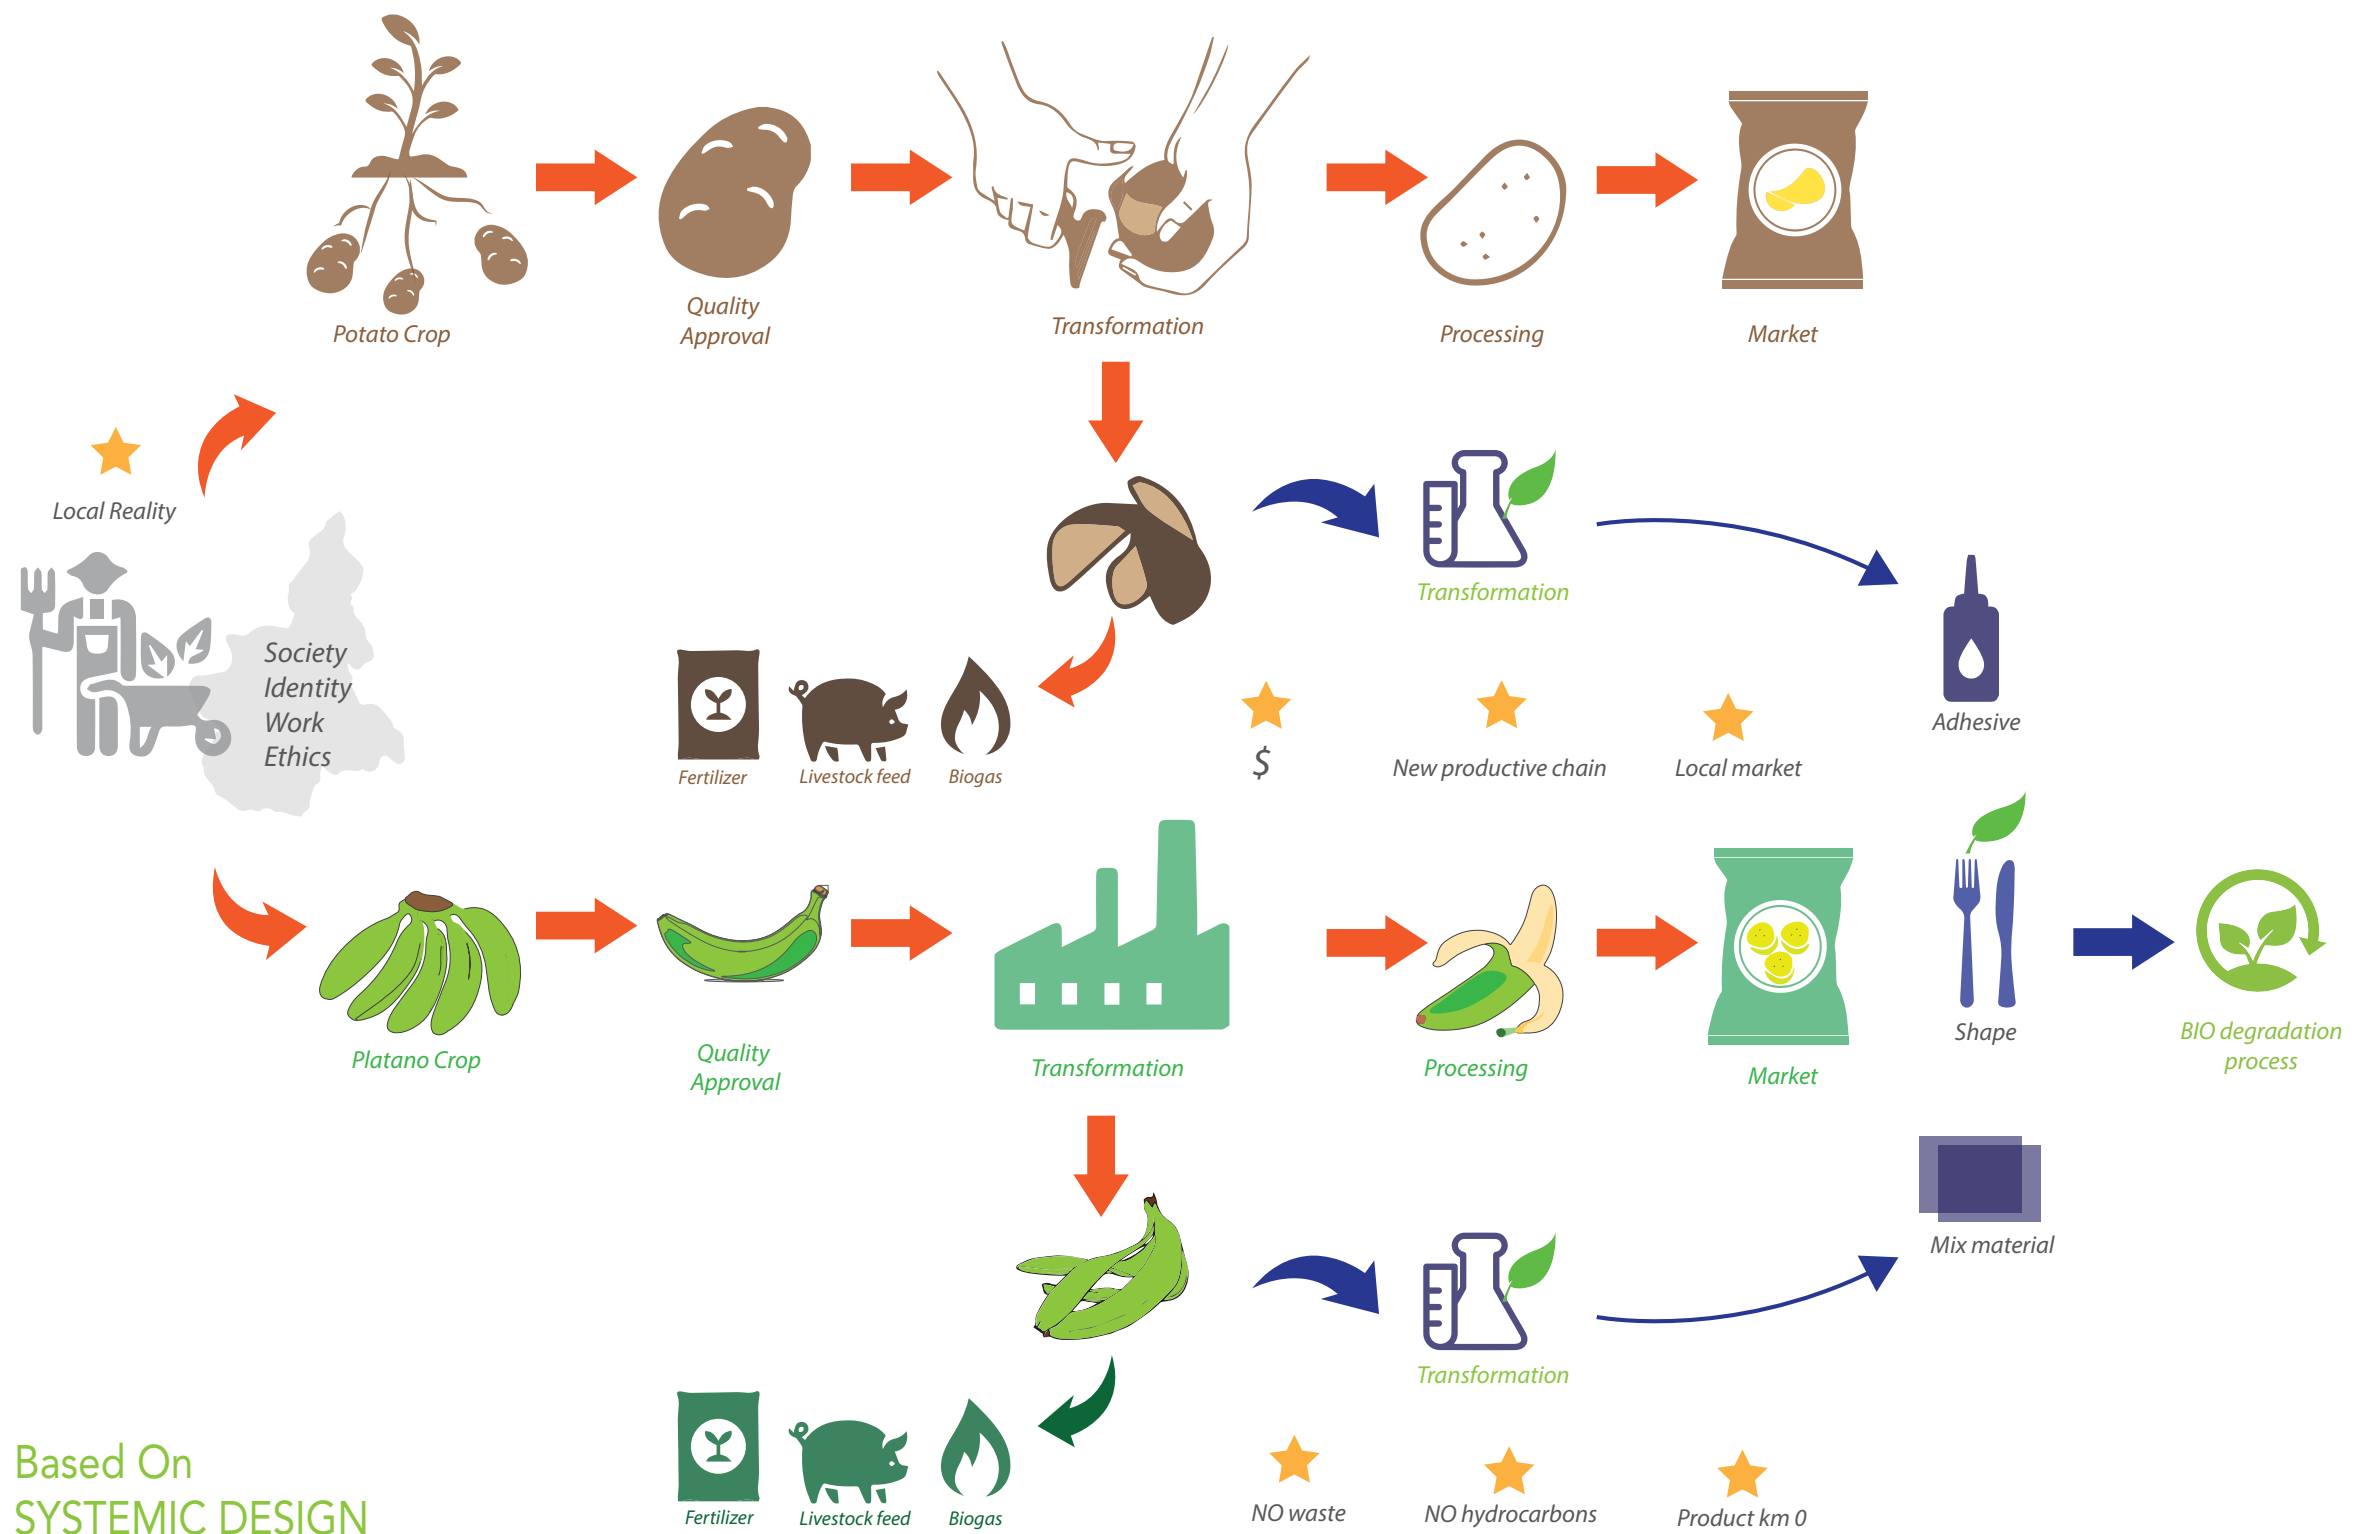 Potato Crop
Quality
Approval
Transformation
Processing
Market
Local Reality
Society
Identity
Work
Ethics
Transformation
Adhesive
Fertilizer
Livestock feed
Biogas
$
New productive chain
Local market
Platano Crop
Quality
Approval
Transformation
Processing
Market
Shape
BIO degradation
process
Mix material
Transformation
Fertilizer
Livestock feed
Biogas
NO waste
NO hydrocarbons
Product km 0
Based On
SYSTEMIC DESIGN